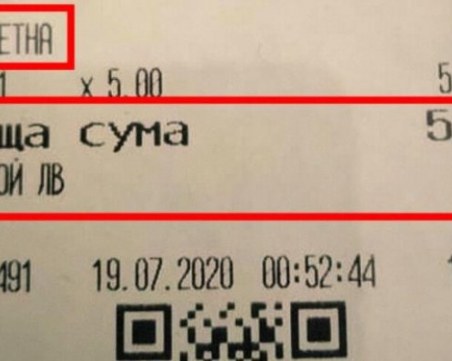 ЕТНА
1 x 5.00 5
ща сума 5
ОЙ ЛВ
491 19.07.2020 00:52:44